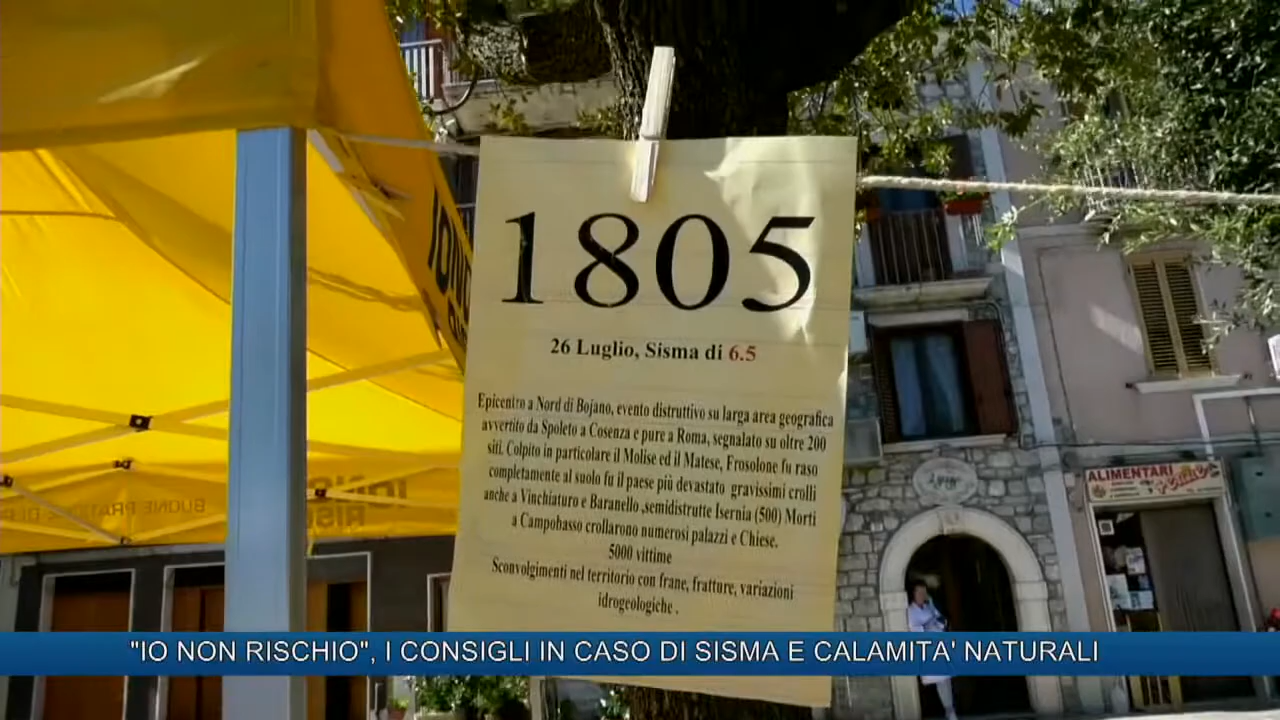 1805
26 Luglio, Sisma di 6.5
Epicentro a Nord di Bojano, evento distruttivo su larga area geografica
avvertito da Spoleto a Cosenza e pure a Roma, segnalato su oltre 200
siti. Colpito in particolare il Molise ed il Matese, Frosolone fu raso
completamente al suolo fu il paese più devastato gravissimi crolli
anche a Vinchiaturo e Baranello ,semidistrutte Isernia (500) Morti
a Campobasso crollarono numerosi palazzi e Chiese.
5000 vittime
Sconvolgimenti nel territorio con frane, fratture, variazioni
idrogeologiche .
ALIMENTARI
"IO NON RISCHIO", I CONSIGLI IN CASO DI SISMA E CALAMITA' NATURALI